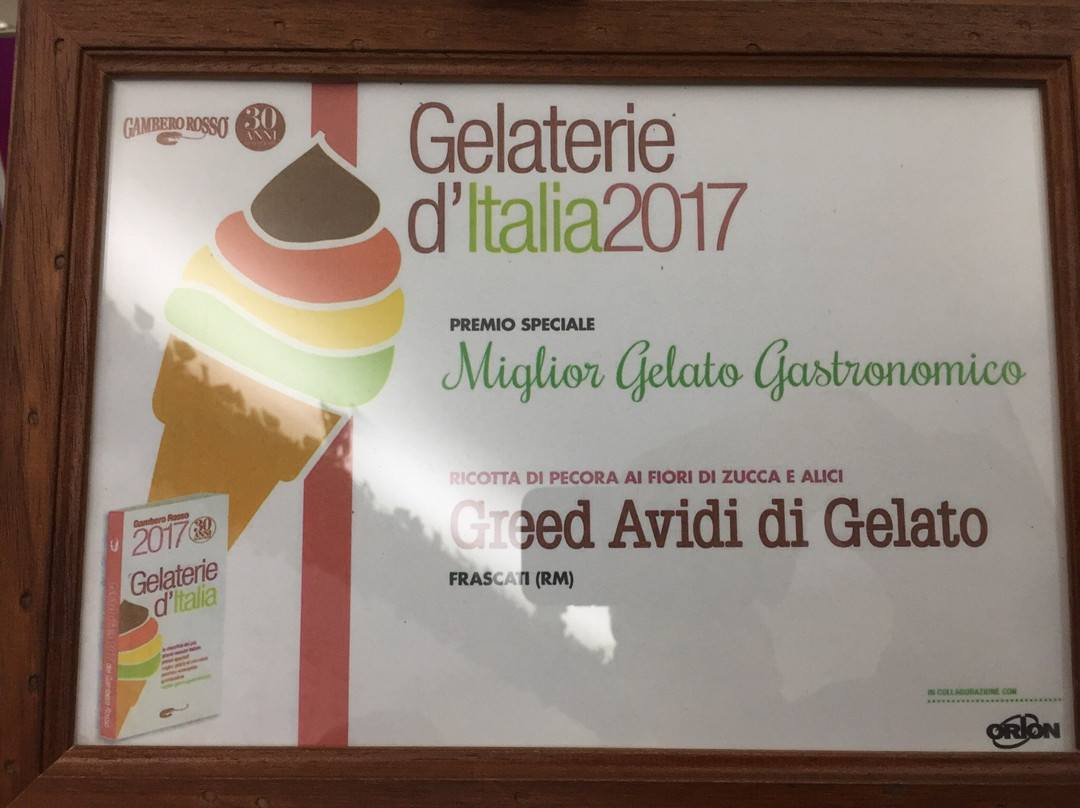 GAMBERO ROSSO
30
ANNI
Gelaterie
d'Italia2017
PREMIO SPECIALE
Miglior Gelato Gastronomico
RICOTTA DI PECORA AI FIORI DI ZUCCA E ALICI
Greed Avidi di Gelato
FRASCATI (RM)
Gambero Rosso
2017
30
ANNI
Gelaterie
d'Italia
IN COLLABORAZIONE CON
ORION